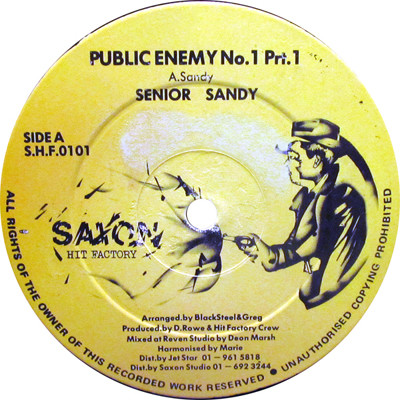 PUBLIC ENEMY No.1 Prt.1
A.Sandy
SENIOR SANDY
SIDE A
S.H.F.0101
SAXON
HIT FACTORY
Arranged.by BlackSteel&Greg
Produced.by D.Rowe & Hit Factory Crew
Mixed at Reven Studio by Dean Marsh
Harmonised by Marie
Dist.by Jet Star 01 – 961 5818
Dist.by Saxon Studio 01 – 692 3244
ALL RIGHTS OF THE OWNER OF THIS RECORDED WORK RESERVED • UNAUTHORISED COPYING PROHIBITED